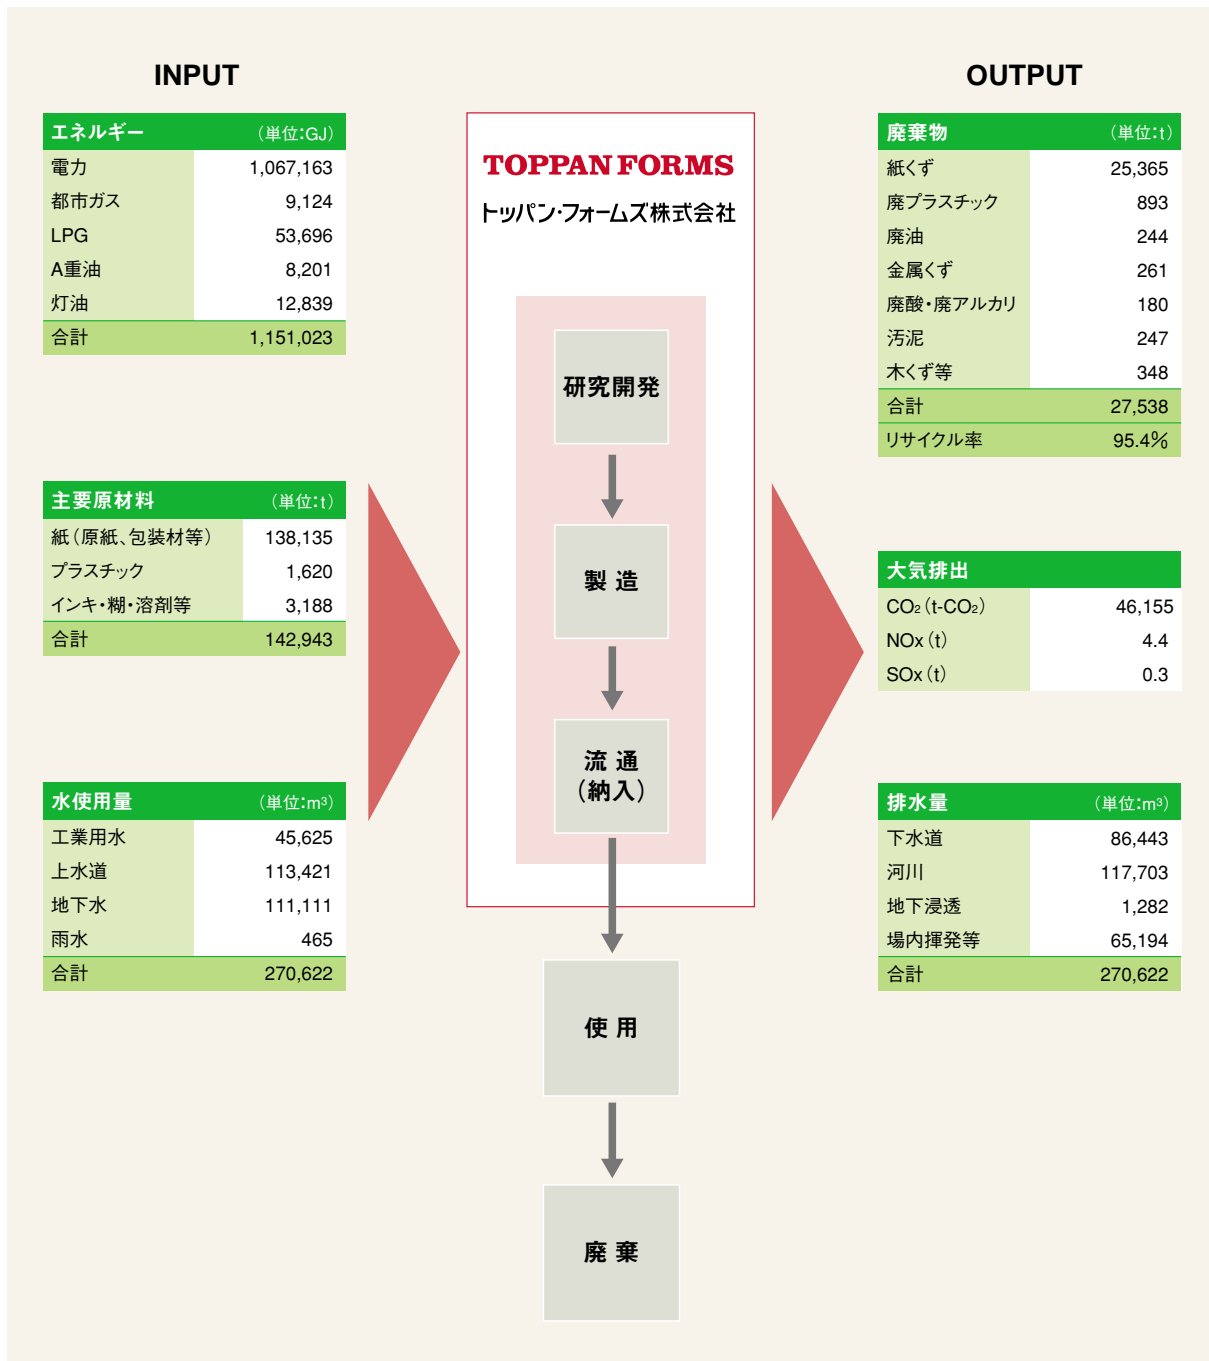 INPUT
エネルギー （単位：GJ）
電力 1,067,163
都市ガス 9,124
LPG 53,696
A重油 8,201
灯油 12,839
合計 1,151,023
主要原材料 （単位：t）
紙（原紙、包装材等） 138,135
プラスチック 1,620
インキ・糊・溶剤等 3,188
合計 142,943
水使用量 （単位：m³）
工業用水 45,625
上水道 113,421
地下水 111,111
雨水 465
合計 270,622
TOPPAN FORMS
トッパン・フォームズ株式会社
研究開発
製造
流通
（納入）
使用
廃棄
OUTPUT
廃棄物 （単位：t）
紙くず 25,365
廃プラスチック 893
廃油 244
金属くず 261
廃酸・廃アルカリ 180
汚泥 247
木くず等 348
合計 27,538
リサイクル率 95.4%
大気排出
CO₂（t-CO₂） 46,155
NOx（t） 4.4
SOx（t） 0.3
排水量 （単位：m³）
下水道 86,443
河川 117,703
地下浸透 1,282
場内揮発等 65,194
合計 270,622